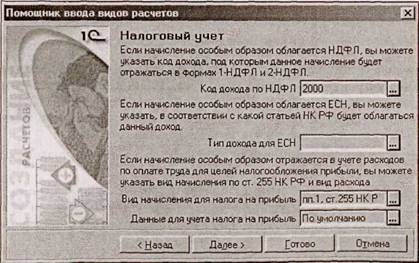 Помощник ввода видов расчетов
1С
Налоговый учет
Если начисление особым образом облагается НДФЛ, вы можете
указать код дохода, под которым данное начисление будет
отражаться в формах 1-НДФЛ и 2-НДФЛ
Код дохода по НДФЛ 2000 ...
Если начисление особым образом облагается ЕСН, вы можете
указать, в соответствии с какой статьей НК РФ будет облагаться
данный доход.
Тип дохода для ЕСН ...
Если начисление особым образом отражается в учете расходов
по оплате труда для целей налогообложения прибыли, вы можете
указать вид начисления по ст. 255 НК РФ и вид расхода
Вид начисления для налога на прибыль пп.1, ст.255 НК Р ...
Данные для учета налога на прибыль По умолчанию ...
< Назад Далее > Готово Отмена
РАСЧЕТОВ